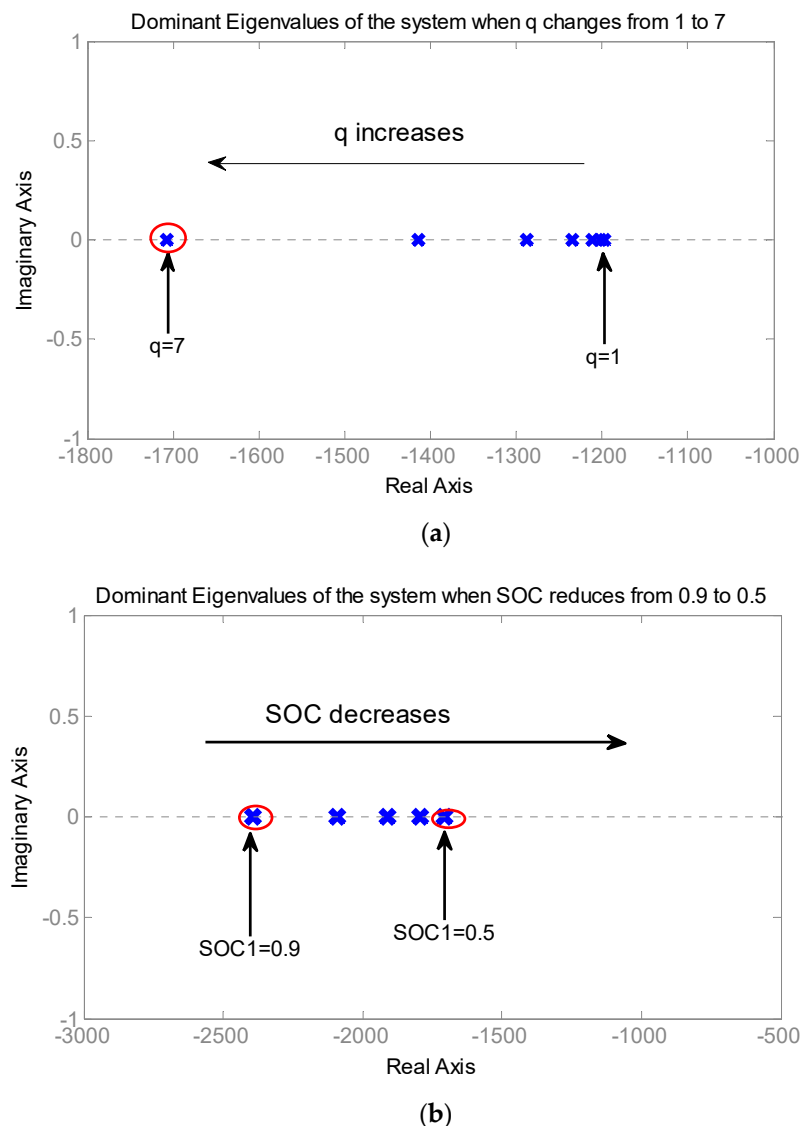 Dominant Eigenvalues of the system when q changes from 1 to 7
1
0.5
0
-0.5
-1
Imaginary Axis
q increases
q=7
q=1
-1800 -1700 -1600 -1500 -1400 -1300 -1200 -1100 -1000
Real Axis
(a)
Dominant Eigenvalues of the system when SOC reduces from 0.9 to 0.5
1
0.5
0
-0.5
-1
Imaginary Axis
SOC decreases
SOC1=0.9
SOC1=0.5
-3000 -2500 -2000 -1500 -1000 -500
Real Axis
(b)